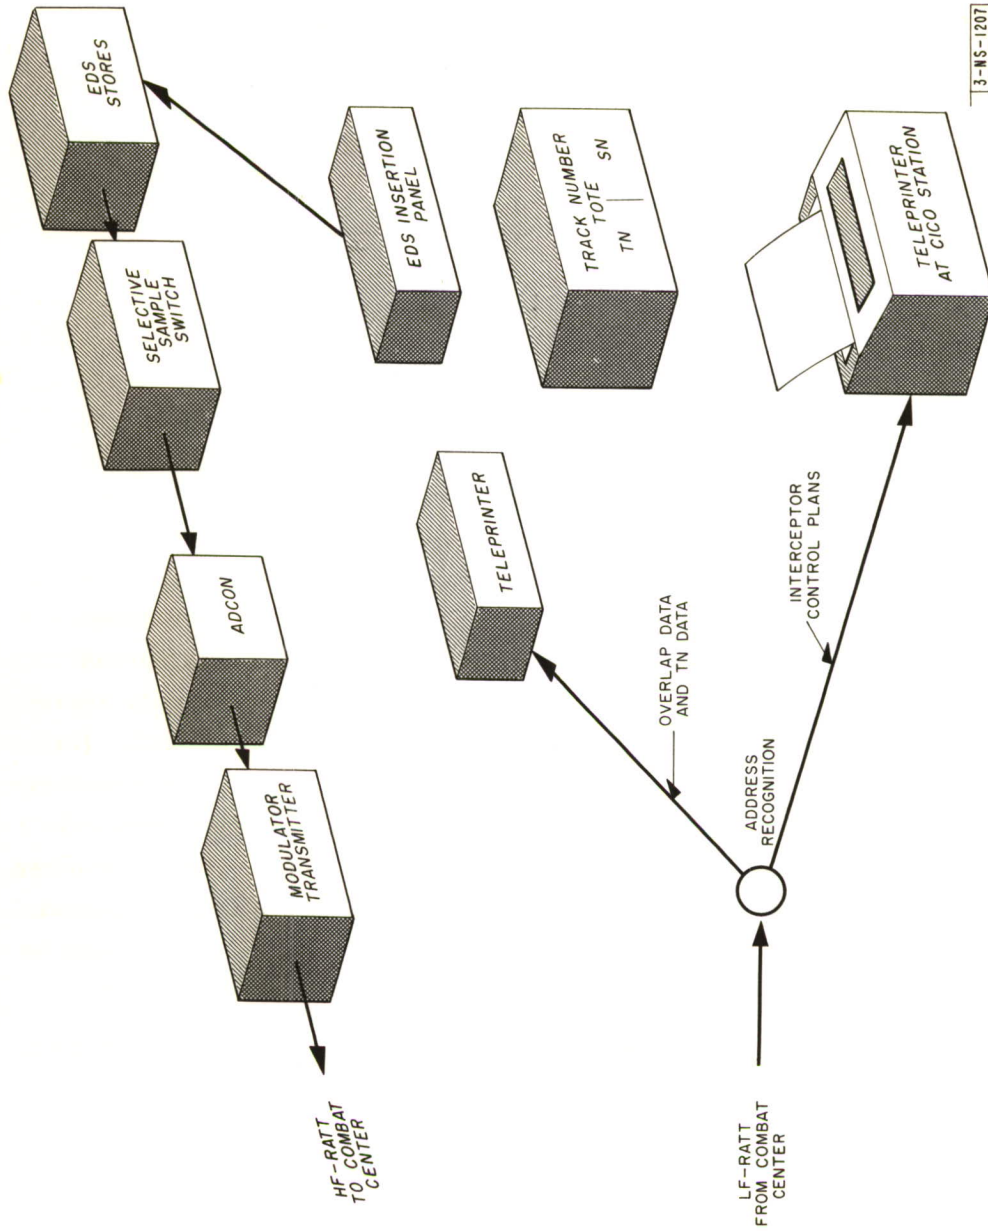 EDS
STORES
SELECTIVE
SAMPLE
SWITCH
ADCON
MODULATOR
TRANSMITTER
HF-RATT
TO COMBAT
CENTER
EDS INSERTION
PANEL
TRACK NUMBER
TOTE
TN SN
TELEPRINTER
OVERLAP DATA
AND TN DATA
TELEPRINTER
AT CICO STATION
INTERCEPTOR
CONTROL PLANS
ADDRESS
RECOGNITION
LF-RATT
FROM COMBAT
CENTER
3-NS-1207